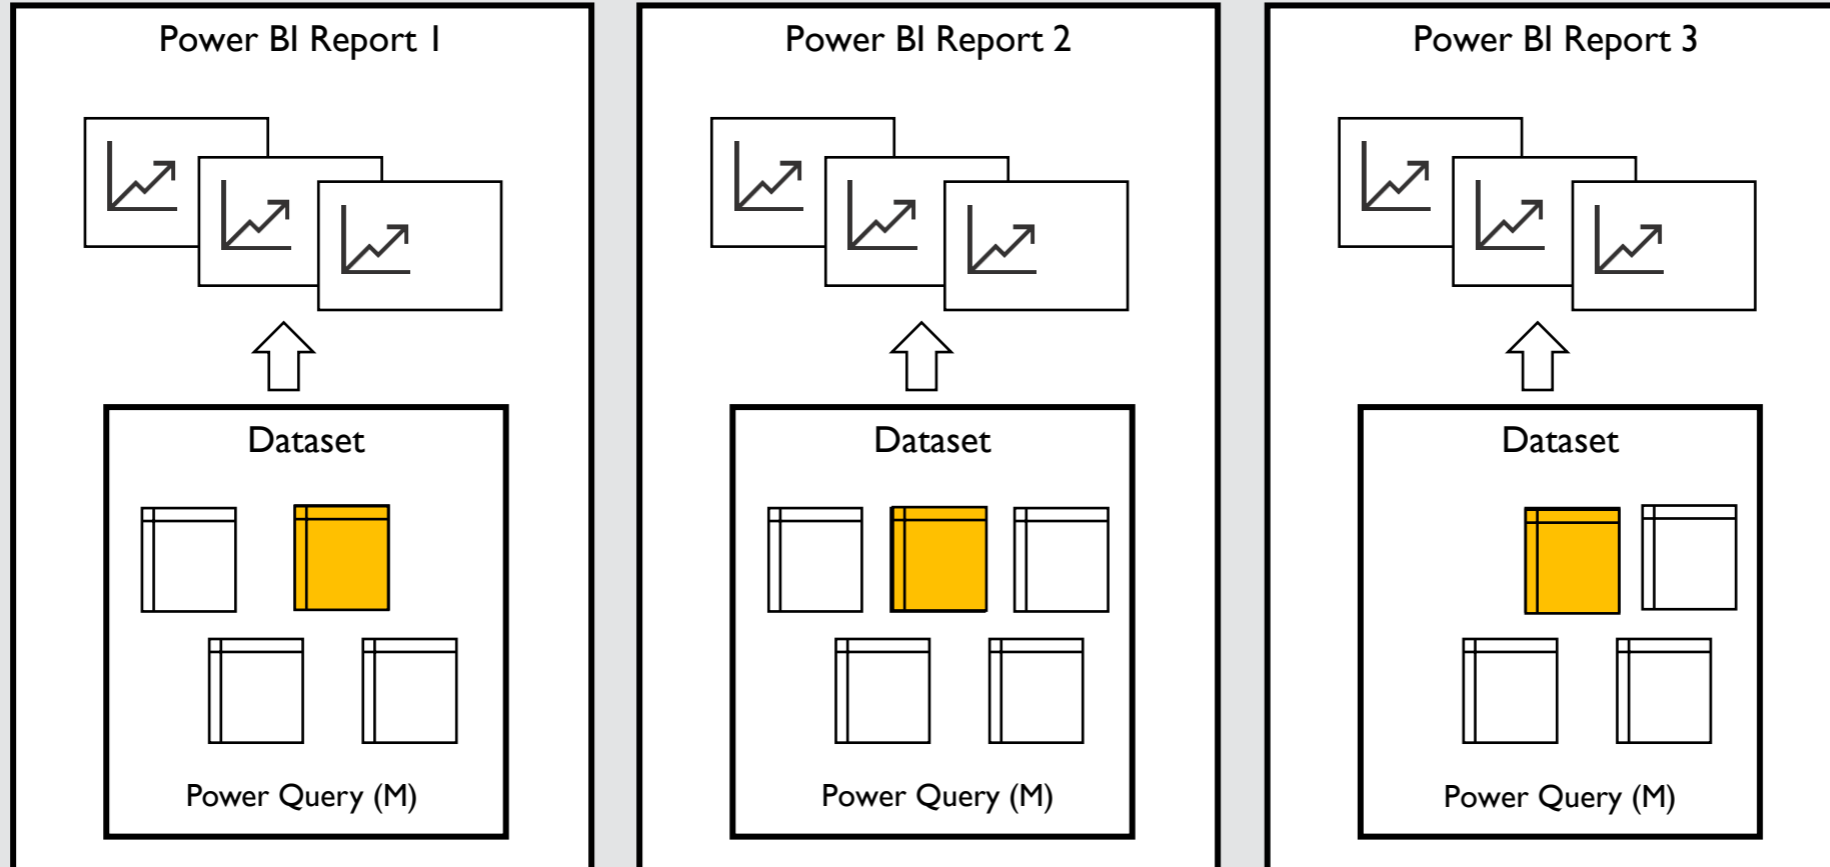 Power BI Report 1
Power BI Report 2
Power BI Report 3
Dataset
Dataset
Dataset
Power Query (M)
Power Query (M)
Power Query (M)